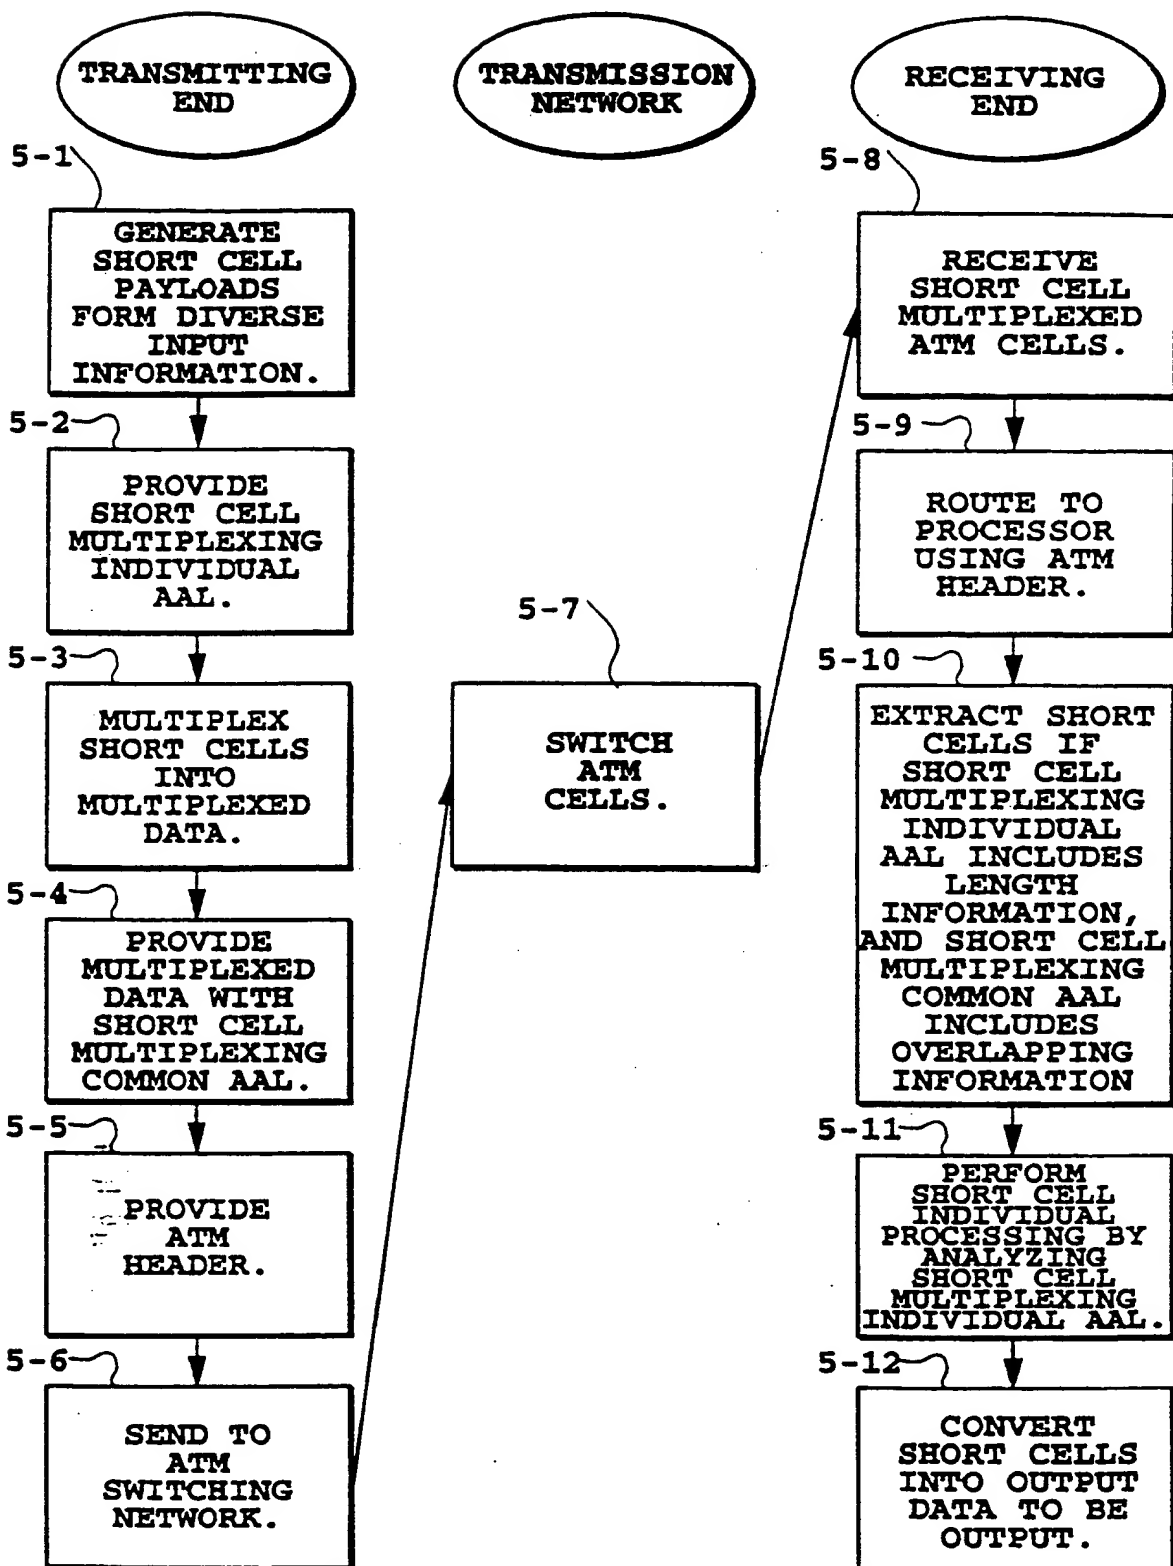 TRANSMITTING
END
5-1
GENERATE
SHORT CELL
PAYLOADS
FORM DIVERSE
INPUT
INFORMATION.
5-2
PROVIDE
SHORT CELL
MULTIPLEXING
INDIVIDUAL
AAL.
5-3
MULTIPLEX
SHORT CELLS
INTO
MULTIPLEXED
DATA.
5-4
PROVIDE
MULTIPLEXED
DATA WITH
SHORT CELL
MULTIPLEXING
COMMON AAL.
5-5
PROVIDE
ATM
HEADER.
5-6
SEND TO
ATM
SWITCHING
NETWORK.
TRANSMISSION
NETWORK
5-7
SWITCH
ATM
CELLS.
RECEIVING
END
5-8
RECEIVE
SHORT CELL
MULTIPLEXED
ATM CELLS.
5-9
ROUTE TO
PROCESSOR
USING ATM
HEADER.
5-10
EXTRACT SHORT
CELLS IF
SHORT CELL
MULTIPLEXING
INDIVIDUAL
AAL INCLUDES
LENGTH
INFORMATION,
AND SHORT CELL
MULTIPLEXING
COMMON AAL
INCLUDES
OVERLAPPING
INFORMATION
5-11
PERFORM
SHORT CELL
INDIVIDUAL
PROCESSING BY
ANALYZING
SHORT CELL
MULTIPLEXING
INDIVIDUAL AAL.
5-12
CONVERT
SHORT CELLS
INTO OUTPUT
DATA TO BE
OUTPUT.